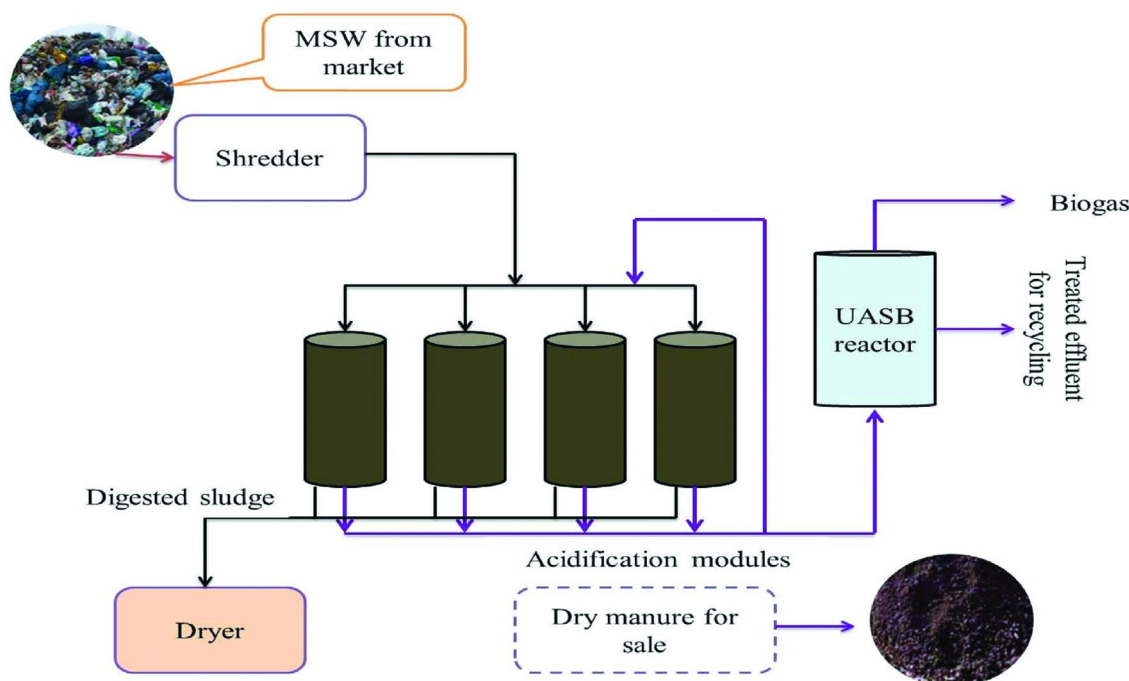 MSW from
market
Shredder
Biogas
Treated effluent
for recycling
UASB
reactor
Digested sludge
Acidification modules
Dryer
Dry manure for
sale